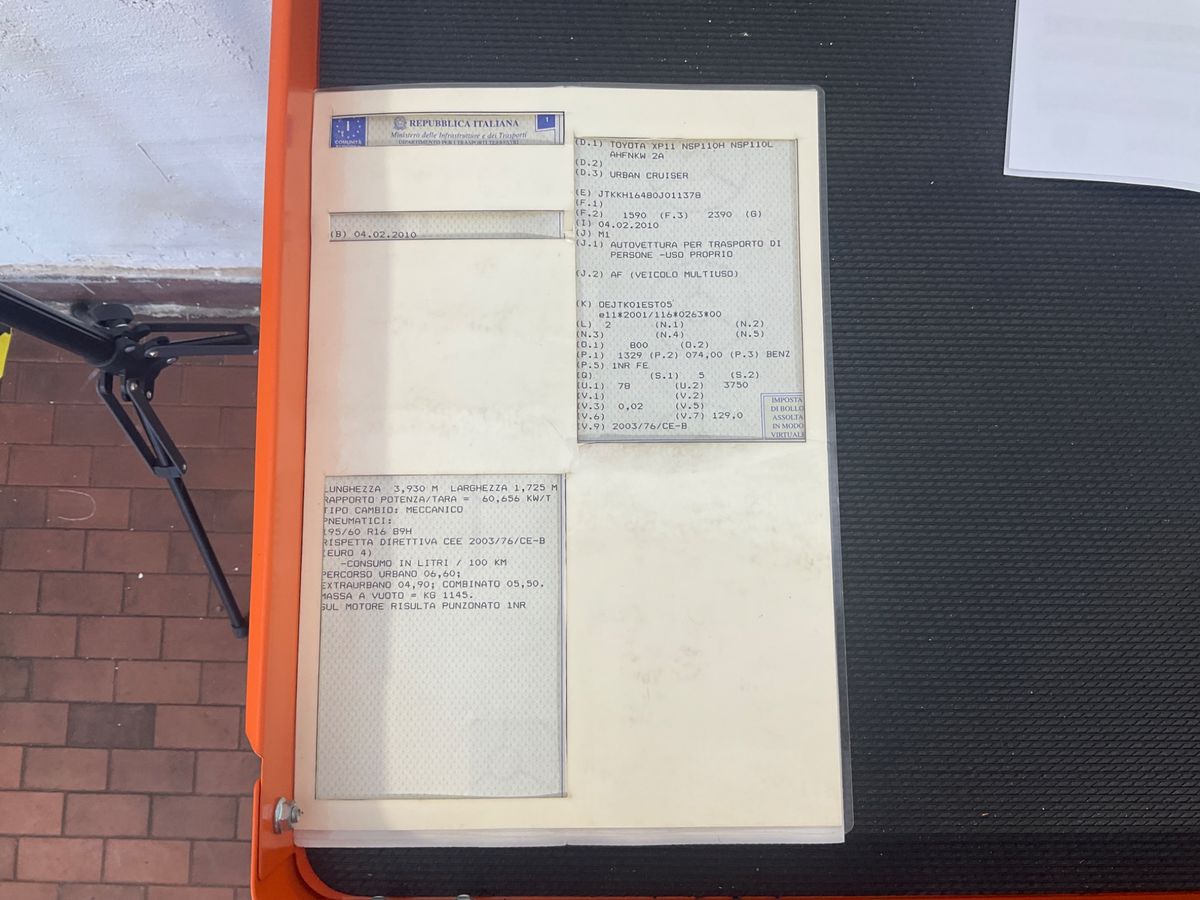 I
COMUNITÀ
REPUBBLICA ITALIANA
Ministero delle Infrastrutture e dei Trasporti
DIPARTIMENTO PER I TRASPORTI TERRESTRI
1
(B) 04.02.2010
(D.1) TOYOTA XP11 NSP110H NSP110L
AHFNKW 2A
(D.2)
(D.3) URBAN CRUISER
(E) JTKKH16480J011378
(F.1)
(F.2) 1590 (F.3) 2390 (G)
(I) 04.02.2010
(J) M1
(J.1) AUTOVETTURA PER TRASPORTO DI
PERSONE -USO PROPRIO
(J.2) AF (VEICOLO MULTIUSO)
(K) OEJTK01EST05
e11*2001/116*0263*00
(L) 2 (N.1) (N.2)
(N.3) (N.4) (N.5)
(O.1) 800 (O.2)
(P.1) 1329 (P.2) 074,00 (P.3) BENZ
(P.5) 1NR FE
(Q) (S.1) 5 (S.2)
(U.1) 78 (U.2) 3750
(V.1) (V.2)
(V.3) 0,02 (V.5)
(V.6) (V.7) 129,0
(V.9) 2003/76/CE-B
IMPOSTA
DI BOLLO
ASSOLTA
IN MODO
VIRTUALE
LUNGHEZZA 3,930 M LARGHEZZA 1,725 M
RAPPORTO POTENZA/TARA = 60,656 KW/T
TIPO CAMBIO: MECCANICO
PNEUMATICI:
195/60 R16 89H
RISPETTA DIRETTIVA CEE 2003/76/CE-B
(EURO 4)
-CONSUMO IN LITRI / 100 KM
PERCORSO URBANO 06,60;
EXTRAURBANO 04,90; COMBINATO 05,50.
MASSA A VUOTO = KG 1145.
SUL MOTORE RISULTA PUNZONATO 1NR